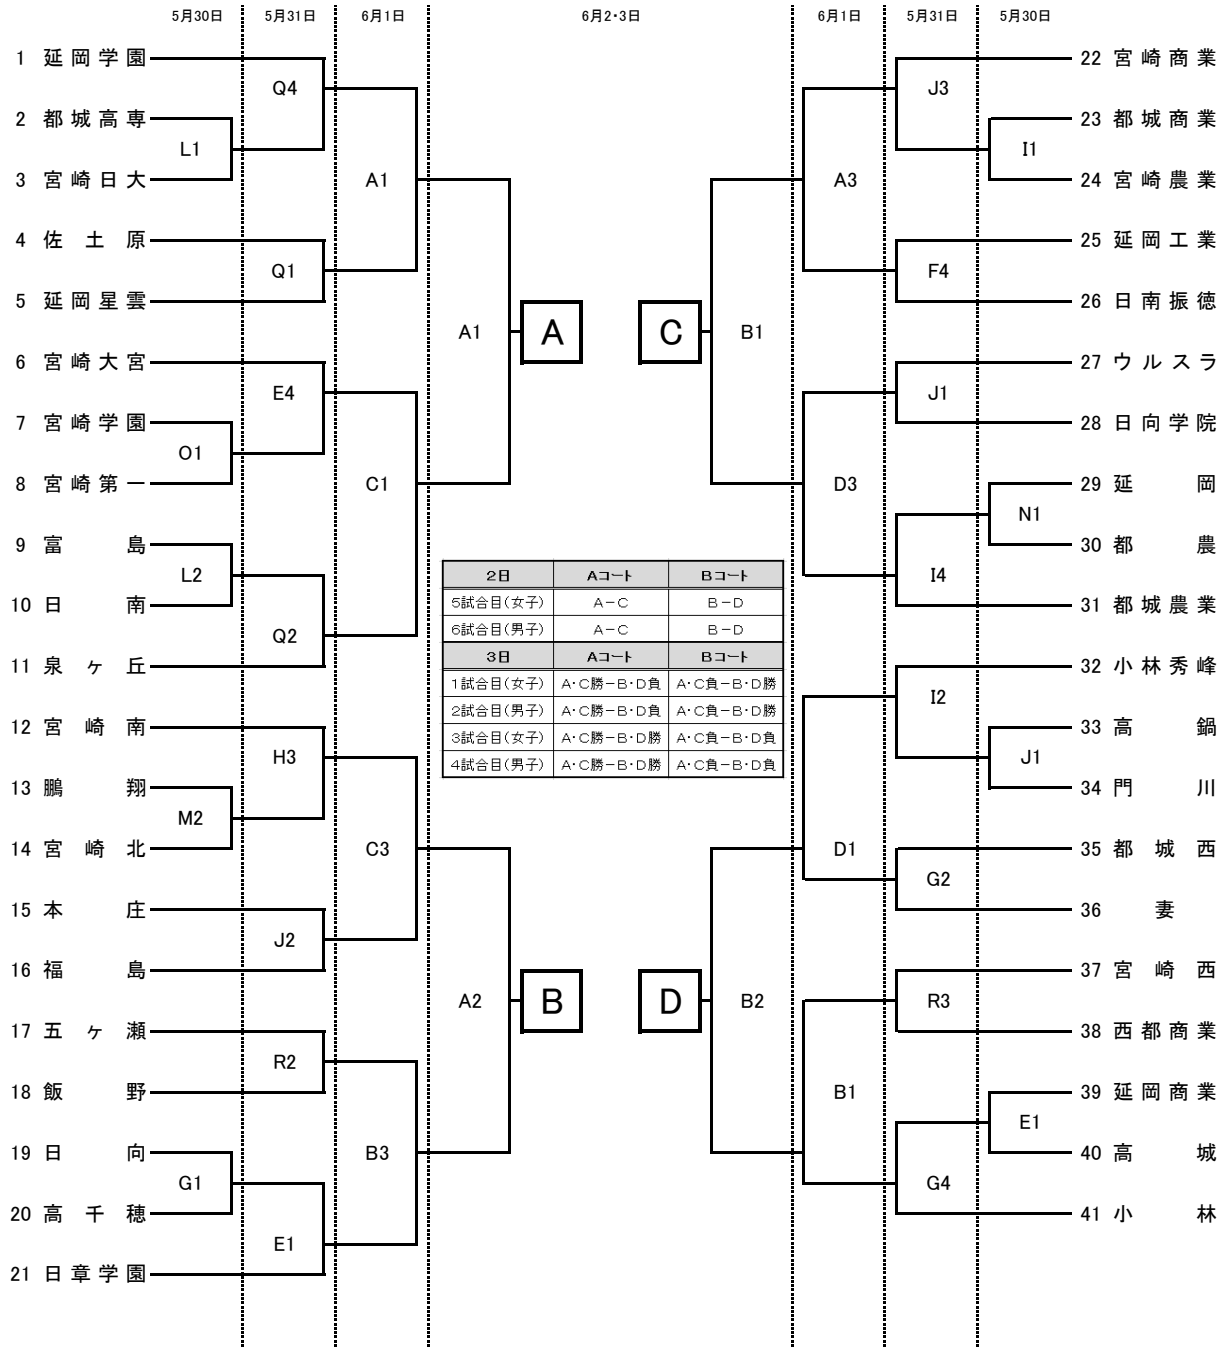 5月30日 5月31日 6月1日 6月2・3日 6月1日 5月31日 5月30日
1 延岡学園
2 都城高専
3 宮崎日大
4 佐土原
5 延岡星雲
6 宮崎大宮
7 宮崎学園
8 宮崎第一
9 富島
10 日南
11 泉ヶ丘
12 宮崎南
13 鵬翔
14 宮崎北
15 本庄
16 福島
17 五ヶ瀬
18 飯野
19 日向
20 高千穂
21 日章学園
L1
O1
L2
M2
G1
Q4
Q1
E4
Q2
H3
J2
R2
E1
A1
C1
C3
B3
A1
A2
A
B
C
D
2日 Aコート Bコート
5試合目(女子) A-C B-D
6試合目(男子) A-C B-D
3日 Aコート Bコート
1試合目(女子) A・C勝-B・D負 A・C負-B・D勝
2試合目(男子) A・C勝-B・D負 A・C負-B・D勝
3試合目(女子) A・C勝-B・D勝 A・C負-B・D負
4試合目(男子) A・C勝-B・D勝 A・C負-B・D負
B1
B2
A3
D3
D1
B1
J3
F4
J1
I4
I2
G2
R3
G4
I1
N1
J1
E1
22 宮崎商業
23 都城商業
24 宮崎農業
25 延岡工業
26 日南振徳
27 ウルスラ
28 日向学院
29 延岡
30 都農
31 都城農業
32 小林秀峰
33 高鍋
34 門川
35 都城西
36 妻
37 宮崎西
38 西都商業
39 延岡商業
40 高城
41 小林